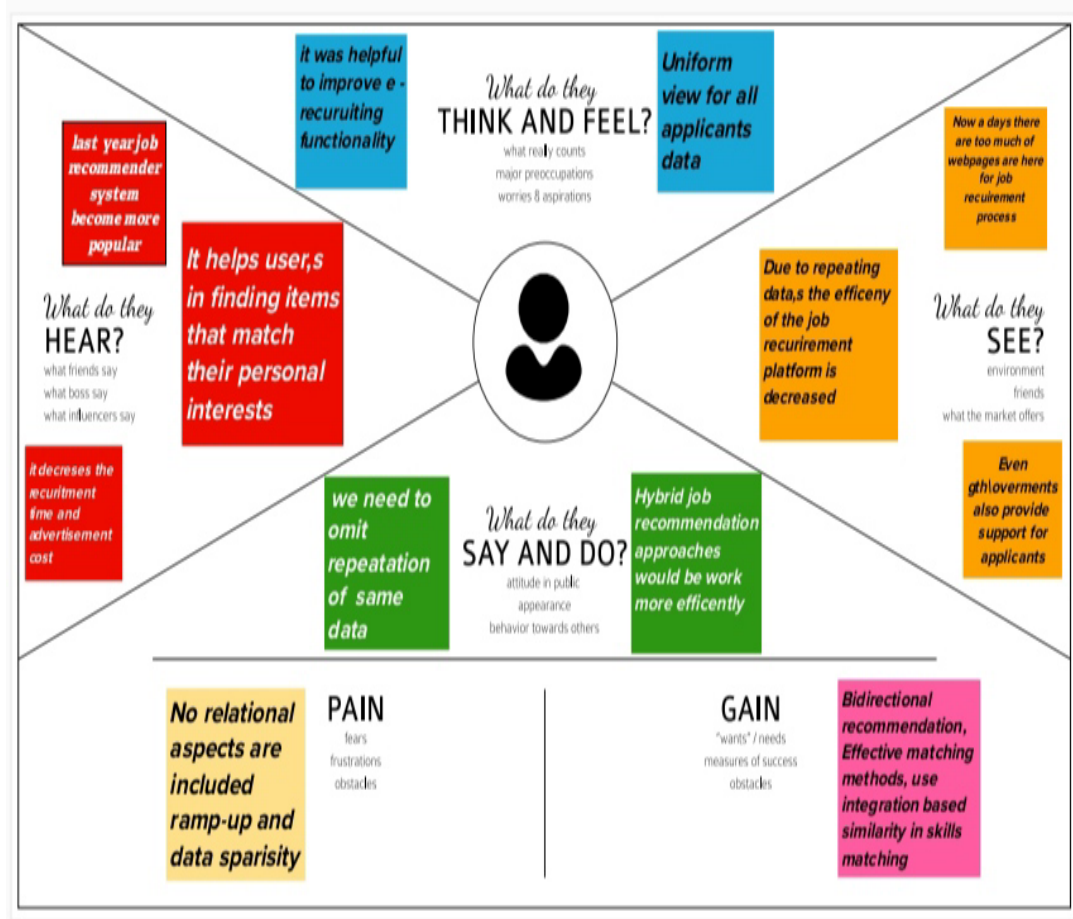 it was helpful
to improve e -
recuruiting
functionality
What do they
THINK AND FEEL?
what really counts
major preoccupations
worries & aspirations
Uniform
view for all
applicants
data
last year job
recommender
system
become more
popular
It helps user,s
in finding items
that match
their personal
interests
What do they
HEAR?
what friends say
what boss say
what influencers say
it decreses the
recuritment
time and
advertisement
cost
Now a days there
are too much of
webpages are here
for job
recuirement
process
Due to repeating
data,s the efficeny
of the job
recurirement
platform is
decreased
What do they
SEE?
environment
friends
what the market offers
Even
gth\overments
also provide
support for
applicants
we need to
omit
repeatation
of same
data
What do they
SAY AND DO?
attitude in public
appearance
behavior towards others
Hybrid job
recommendation
approaches
would be work
more efficently
No relational
aspects are
included
ramp-up and
data sparisity
PAIN
fears
frustrations
obstacles
GAIN
"wants" / needs
measures of success
obstacles
Bidirectional
recommendation,
Effective matching
methods, use
integration based
similarity in skills
matching